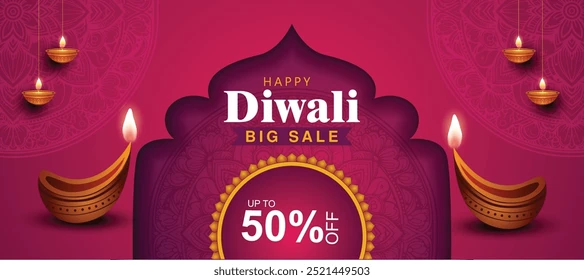 HAPPY
Diwali
BIG SALE
UP TO
50% OFF
shutterstock.com · 2521449503